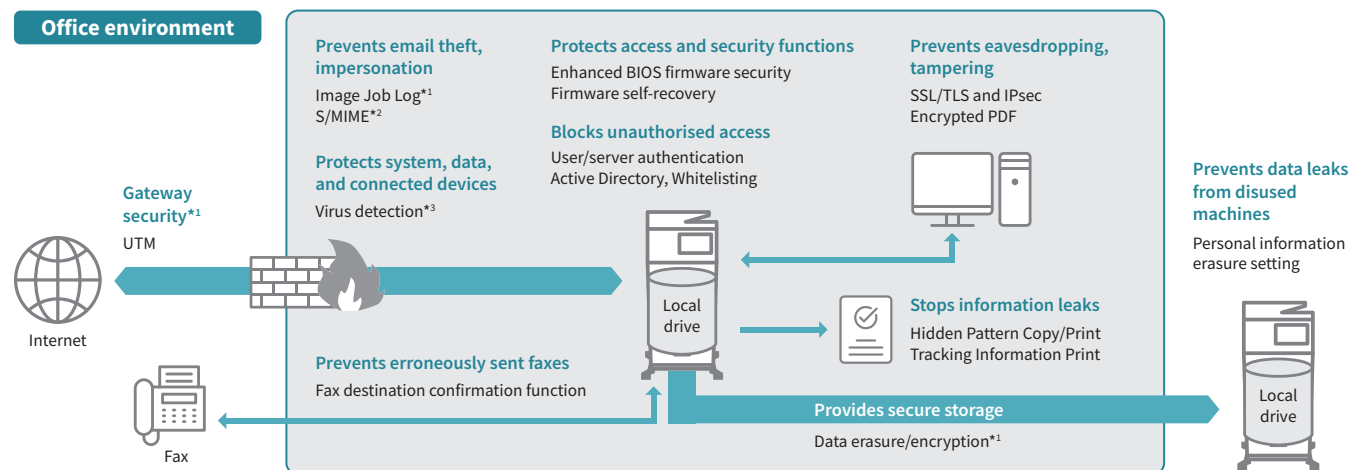 Office environment
Prevents email theft,
impersonation
Image Job Log*1
S/MIME*2
Protects system, data,
and connected devices
Virus detection*3
Protects access and security functions
Enhanced BIOS firmware security
Firmware self-recovery
Blocks unauthorised access
User/server authentication
Active Directory, Whitelisting
Prevents eavesdropping,
tampering
SSL/TLS and IPsec
Encrypted PDF
Gateway
security*1
UTM
Internet
Local
drive
Prevents data leaks
from disused
machines
Personal information
erasure setting
Stops information leaks
Hidden Pattern Copy/Print
Tracking Information Print
Prevents erroneously sent faxes
Fax destination confirmation function
Fax
Provides secure storage
Data erasure/encryption*1
Local
drive